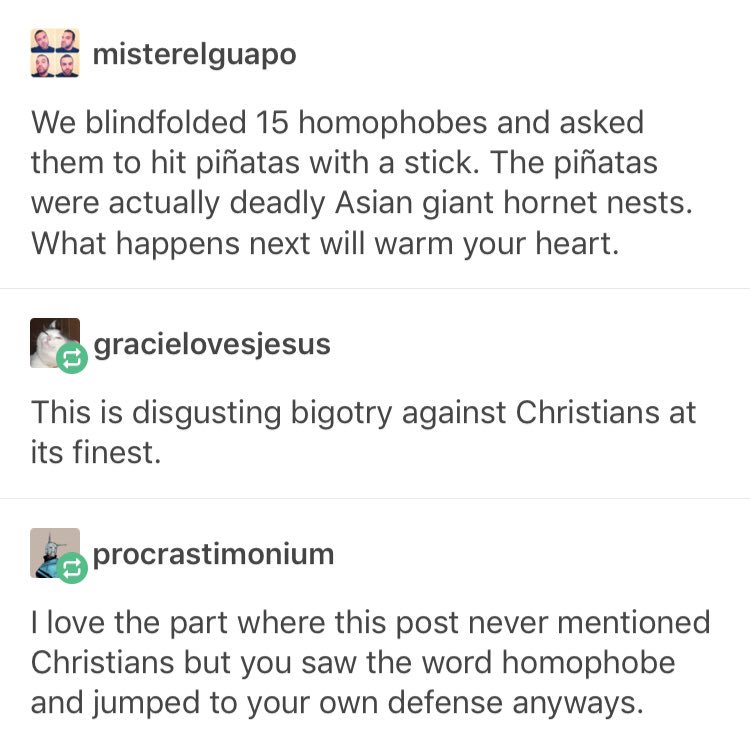 misterelguapo
We blindfolded 15 homophobes and asked
them to hit piñatas with a stick. The piñatas
were actually deadly Asian giant hornet nests.
What happens next will warm your heart.
gracielovesjesus
This is disgusting bigotry against Christians at
its finest.
procrastimonium
I love the part where this post never mentioned
Christians but you saw the word homophobe
and jumped to your own defense anyways.